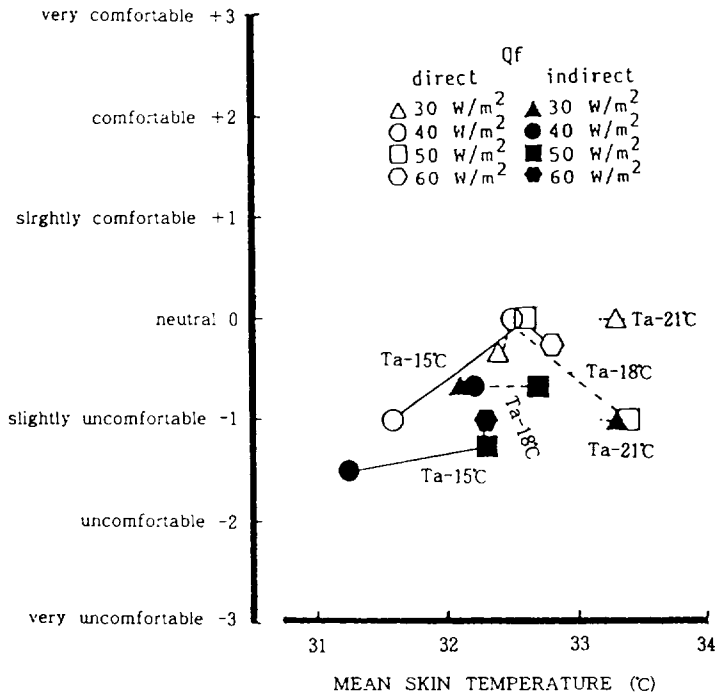 very comfortable +3
comfortable +2
slrghtly comfortable +1
neutral 0
slightly uncomfortable -1
uncomfortable -2
very uncomfortable -3
Qf
direct indirect
30 W/m² 30 W/m²
40 W/m² 40 W/m²
50 W/m² 50 W/m²
60 W/m² 60 W/m²
Ta-21℃
Ta-15℃
Ta-18℃
Ta-18℃
Ta-21℃
Ta-15℃
31 32 33 34
MEAN SKIN TEMPERATURE (℃)